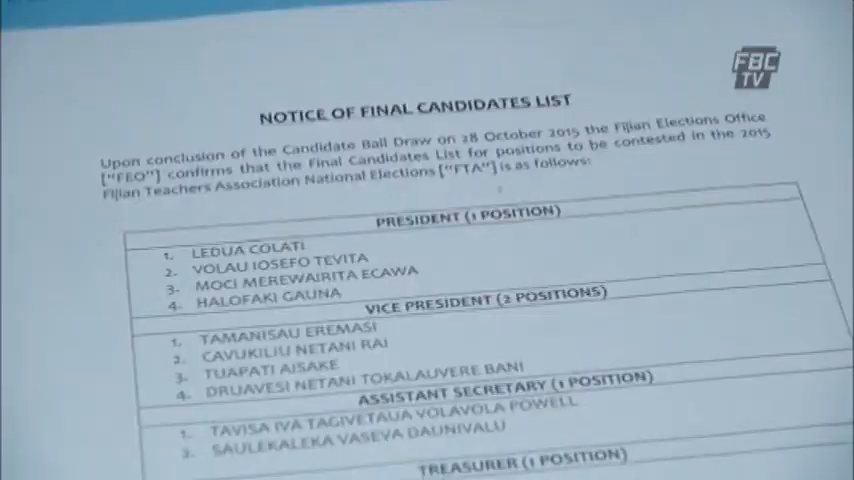 FBC
TV
NOTICE OF FINAL CANDIDATES LIST
Upon conclusion of the Candidate Ball Draw on 28 October 2015 the Fijian Elections Office
["FEO"] confirms that the Final Candidates List for positions to be contested in the 2015
Fijian Teachers Association National Elections ["FTA"] is as follows:
PRESIDENT (1 POSITION)
1. LEDUA COLATI
2. VOLAU IOSEFO TEVITA
3. MOCI MEREWAIRITA ECAWA
4. HALOFAKI GAUNA
VICE PRESIDENT (2 POSITIONS)
1. TAMANISAU EREMASI
2. CAVUKILIU NETANI RAI
3. TUAPATI AISAKE
4. DRUAVESI NETANI TOKALAUVERE BANI
ASSISTANT SECRETARY (1 POSITION)
1. TAVISA IVA TAGIVETAUA VOLAVOLA POWELL
2. SAULEKALEKA VASEVA DAUNIVALU
TREASURER (1 POSITION)